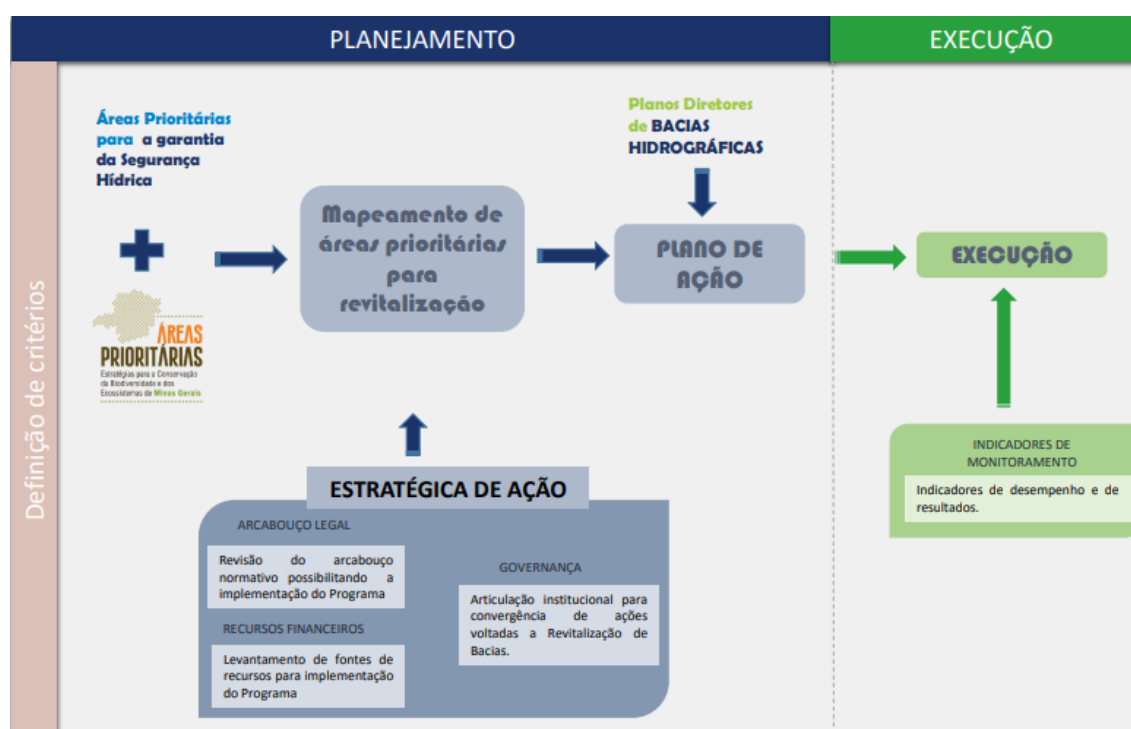 PLANEJAMENTO
EXECUÇÃO
Definição de critérios
Áreas Prioritárias
para a garantia
da Segurança
Hídrica
ÁREAS
PRIORITÁRIAS
Estratégias para a Conservação
da Biodiversidade e dos
Ecossistemas de Minas Gerais
Mapeamento de
áreas prioritárias
para
revitalização
Planos Diretores
de BACIAS
HIDROGRÁFICAS
PLANO DE
AÇÃO
EXECUÇÃO
ESTRATÉGICA DE AÇÃO
ARCABOUÇO LEGAL
Revisão do arcabouço
normativo possibilitando a
implementação do Programa
RECURSOS FINANCEIROS
Levantamento de fontes de
recursos para implementação
do Programa
GOVERNANÇA
Articulação institucional para
convergência de ações
voltadas a Revitalização de
Bacias.
INDICADORES DE
MONITORAMENTO
Indicadores de desempenho e de
resultados.